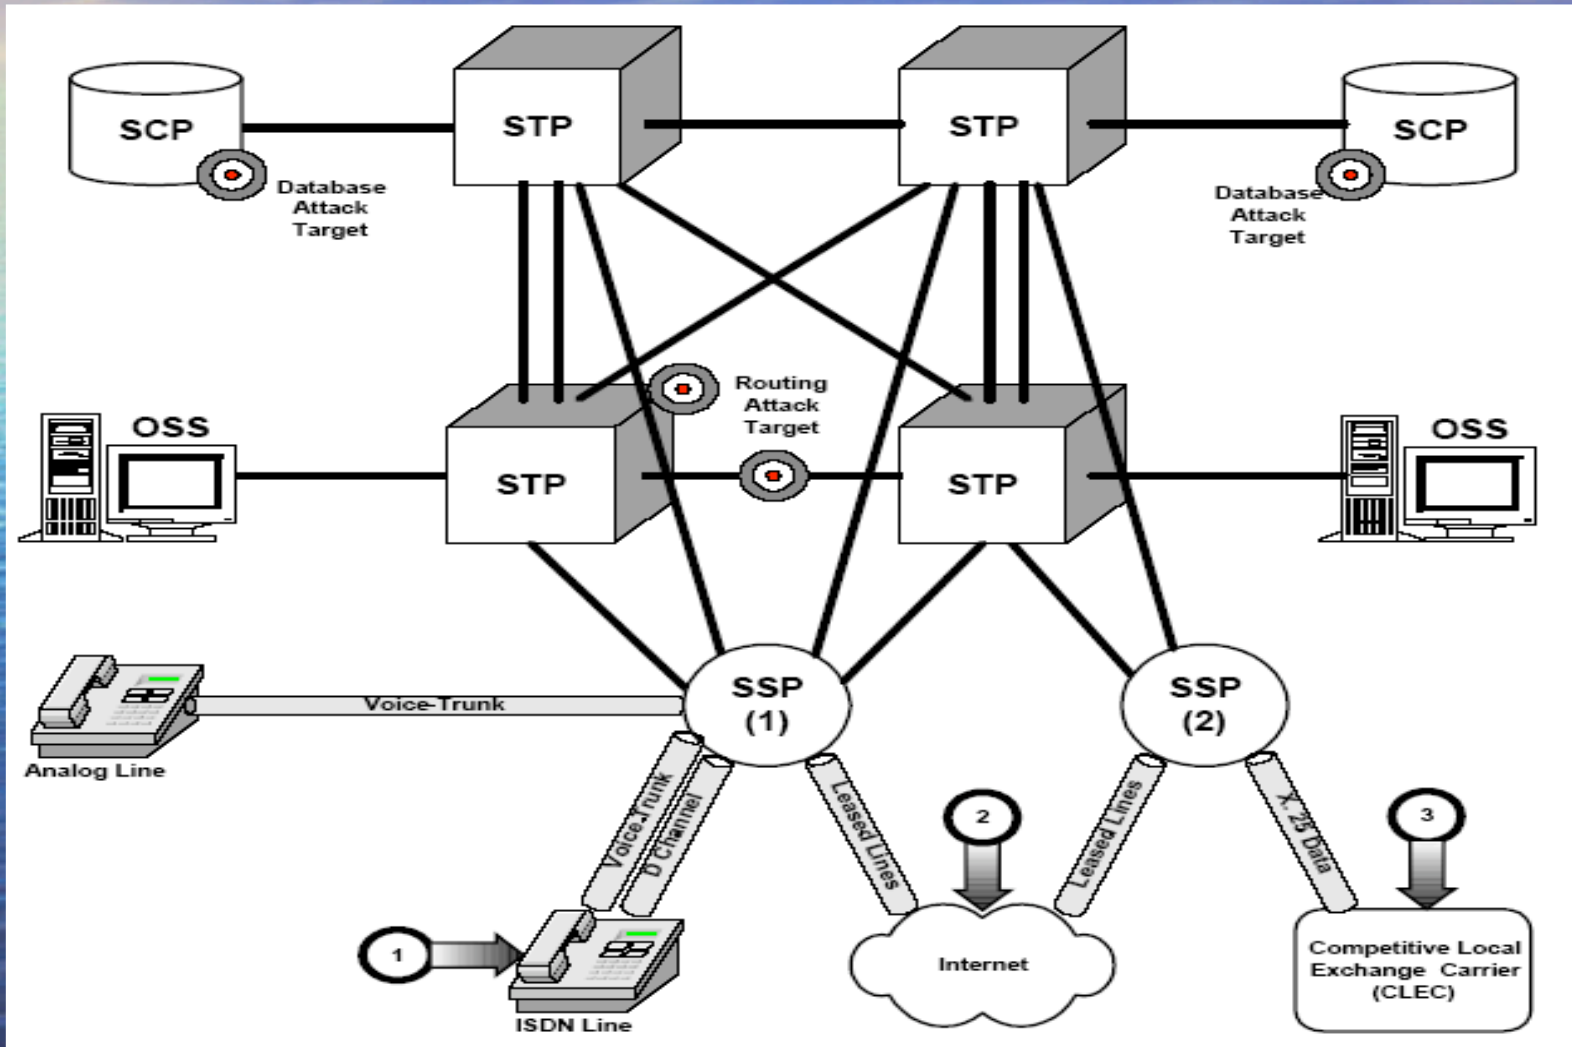 SCP
STP
STP
SCP
Database
Attack
Target
Database
Attack
Target
Routing
Attack
Target
OSS
STP
STP
OSS
Voice-Trunk
SSP
(1)
SSP
(2)
Analog Line
Voice-Trunk
D Channel
Leased Lines
2
Leased Lines
X. 25 Data
3
1
ISDN Line
Internet
Competitive Local
Exchange Carrier
(CLEC)